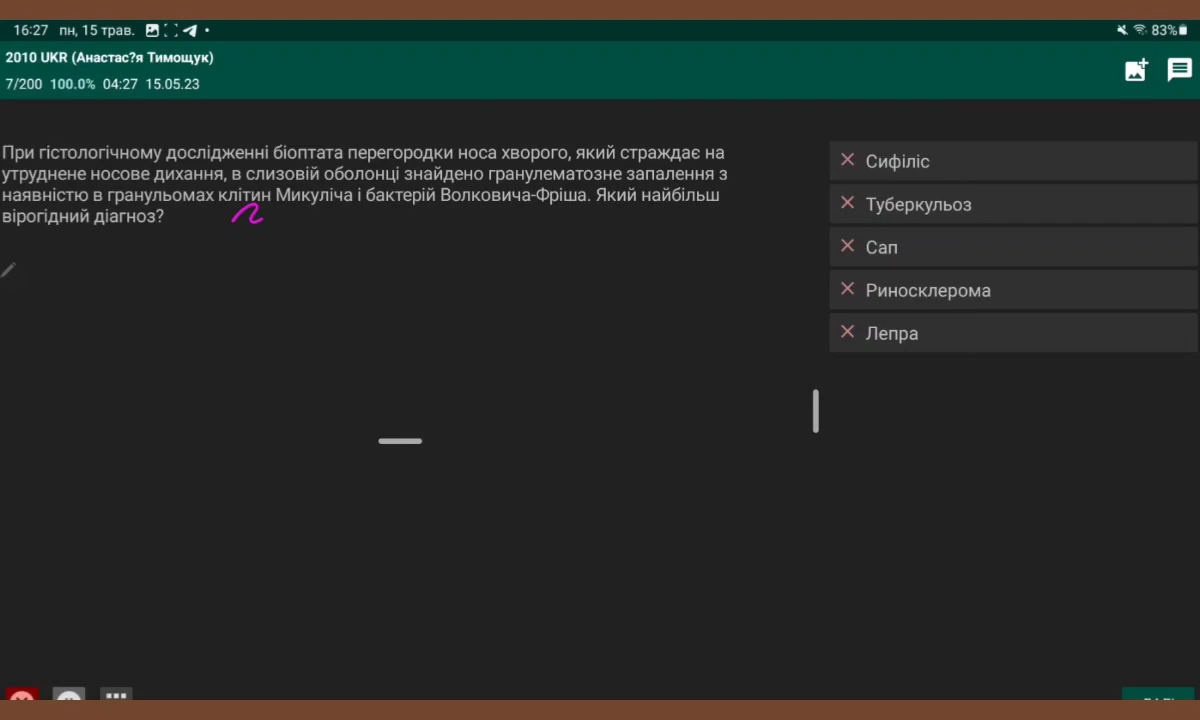 16:27 пн, 15 трав. 83%
2010 UKR (Анастас?я Тимощук)
7/200 100.0% 04:27 15.05.23
При гістологічному дослідженні біоптата перегородки носа хворого, який страждає на
утруднене носове дихання, в слизовій оболонці знайдено гранулематозне запалення з
наявністю в гранульомах клітин Микуліча і бактерій Волковича-Фріша. Який найбільш
вірогідний діагноз?
Сифіліс
Туберкульоз
Сап
Риносклерома
Лепра